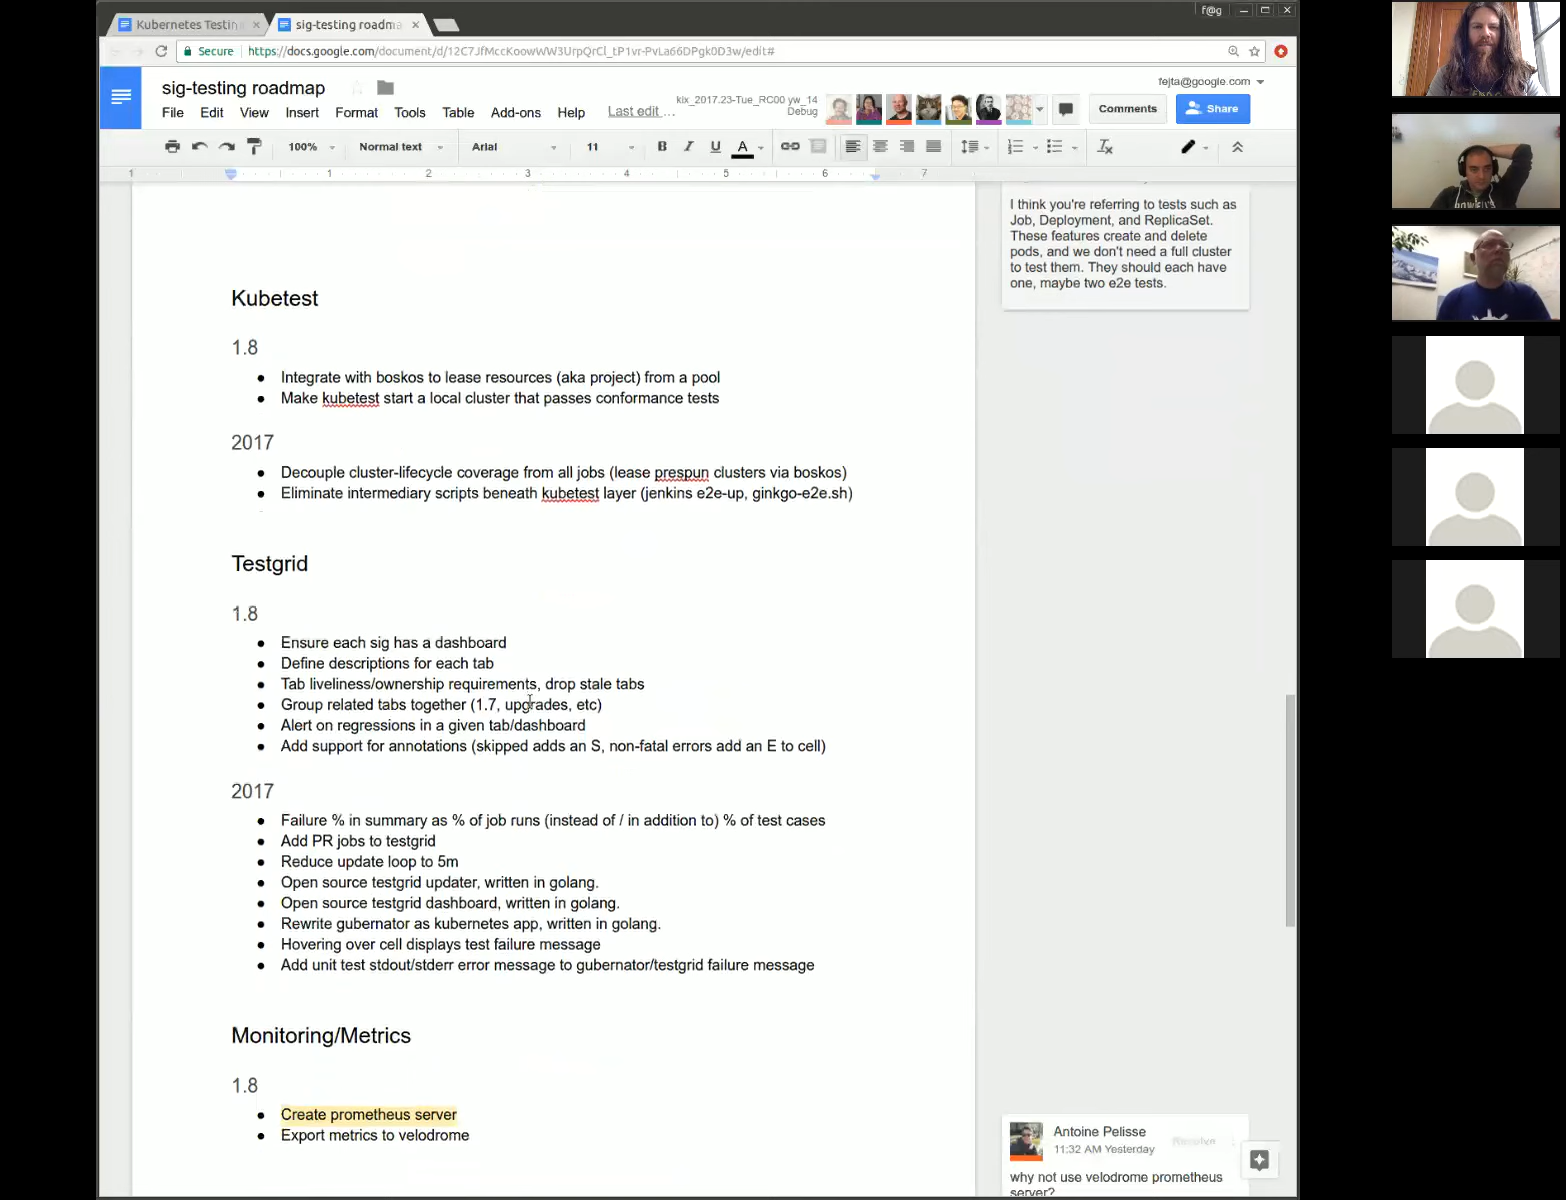 f@g
Kubernetes Testin
sig-testing roadma
Secure
https://docs.google.com/document/d/12C7JfMccKoowWW3UrpQrCl_tP1vr-PvLa66DPgk0D3w/edit#
sig-testing roadmap
fejta@google.com
File Edit View Insert Format Tools Table Add-ons Help Last edit ...
kix_2017.23-Tue_RC00 yw_14
Debug
Comments
Share
100% Normal text Arial 11 B I U A
1 1 2 3 4 5 6 7
I think you're referring to tests such as
Job, Deployment, and ReplicaSet.
These features create and delete
pods, and we don't need a full cluster
to test them. They should each have
one, maybe two e2e tests.
Kubetest
1.8
● Integrate with boskos to lease resources (aka project) from a pool
● Make kubetest start a local cluster that passes conformance tests
2017
● Decouple cluster-lifecycle coverage from all jobs (lease prespun clusters via boskos)
● Eliminate intermediary scripts beneath kubetest layer (jenkins e2e-up, ginkgo-e2e.sh)
Testgrid
1.8
● Ensure each sig has a dashboard
● Define descriptions for each tab
● Tab liveliness/ownership requirements, drop stale tabs
● Group related tabs together (1.7, upgrades, etc)
● Alert on regressions in a given tab/dashboard
● Add support for annotations (skipped adds an S, non-fatal errors add an E to cell)
2017
● Failure % in summary as % of job runs (instead of / in addition to) % of test cases
● Add PR jobs to testgrid
● Reduce update loop to 5m
● Open source testgrid updater, written in golang.
● Open source testgrid dashboard, written in golang.
● Rewrite gubernator as kubernetes app, written in golang.
● Hovering over cell displays test failure message
● Add unit test stdout/stderr error message to gubernator/testgrid failure message
Monitoring/Metrics
1.8
● Create prometheus server
● Export metrics to velodrome
Antoine Pelisse
11:32 AM Yesterday
Resolve
why not use velodrome prometheus
server?